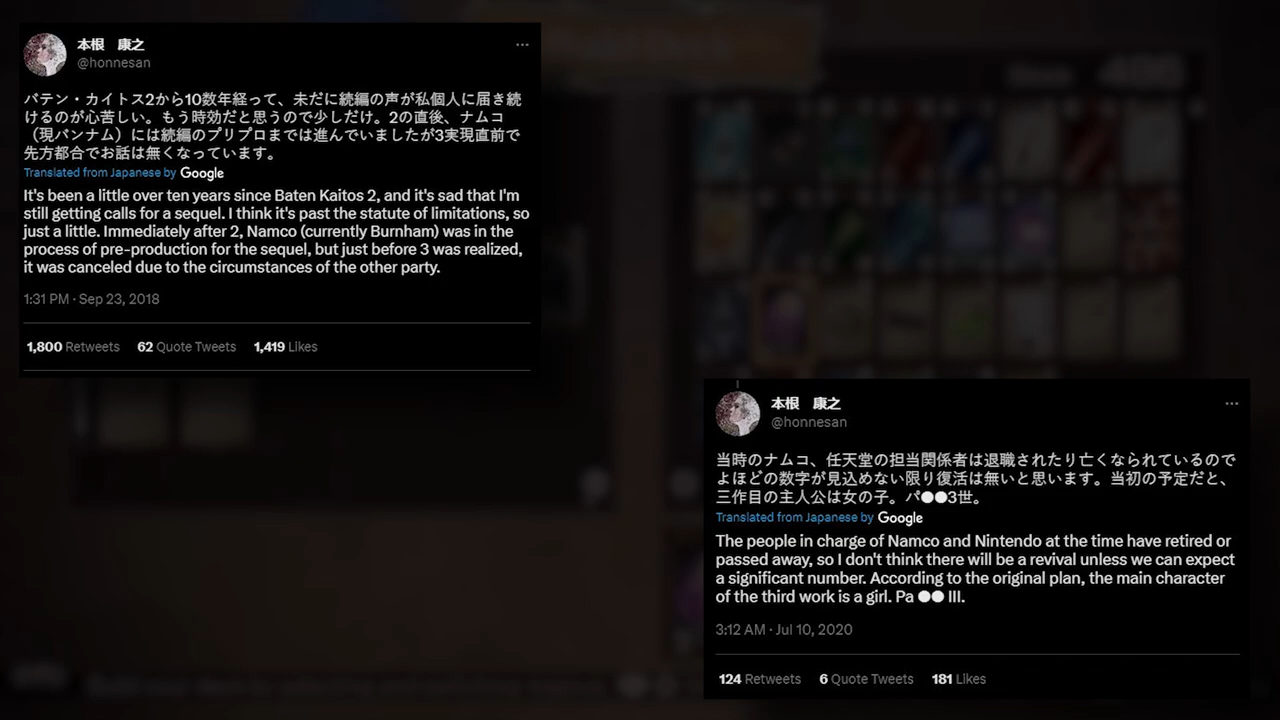 本根　康之
@honnesan
バテン・カイトス2から10数年経って、未だに続編の声が私個人に届き続
けるのが心苦しい。もう時効だと思うので少しだけ。2の直後、ナムコ
（現バンナム）には続編のプリプロまでは進んでいましたが3実現直前で
先方都合でお話は無くなっています。
Translated from Japanese by Google
It's been a little over ten years since Baten Kaitos 2, and it's sad that I'm
still getting calls for a sequel. I think it's past the statute of limitations, so
just a little. Immediately after 2, Namco (currently Burnham) was in the
process of pre-production for the sequel, but just before 3 was realized,
it was canceled due to the circumstances of the other party.
1:31 PM · Sep 23, 2018
1,800 Retweets 62 Quote Tweets 1,419 Likes
本根　康之
@honnesan
当時のナムコ、任天堂の担当関係者は退職されたり亡くなられているので
よほどの数字が見込めない限り復活は無いと思います。当初の予定だと、
三作目の主人公は女の子。パ●●3世。
Translated from Japanese by Google
The people in charge of Namco and Nintendo at the time have retired or
passed away, so I don't think there will be a revival unless we can expect
a significant number. According to the original plan, the main character
of the third work is a girl. Pa ●● III.
3:12 AM · Jul 10, 2020
124 Retweets 6 Quote Tweets 181 Likes